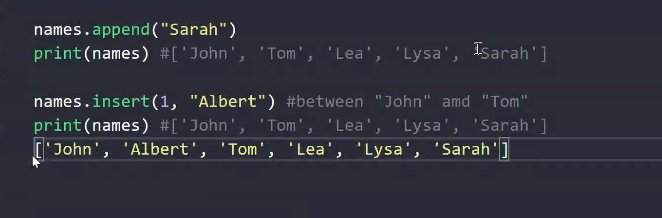 names.append("Sarah")
print(names) #['John', 'Tom', 'Lea', 'Lysa', 'Sarah']
names.insert(1, "Albert") #between "John" amd "Tom"
print(names) #['John', 'Tom', 'Lea', 'Lysa', 'Sarah']
['John', 'Albert', 'Tom', 'Lea', 'Lysa', 'Sarah']